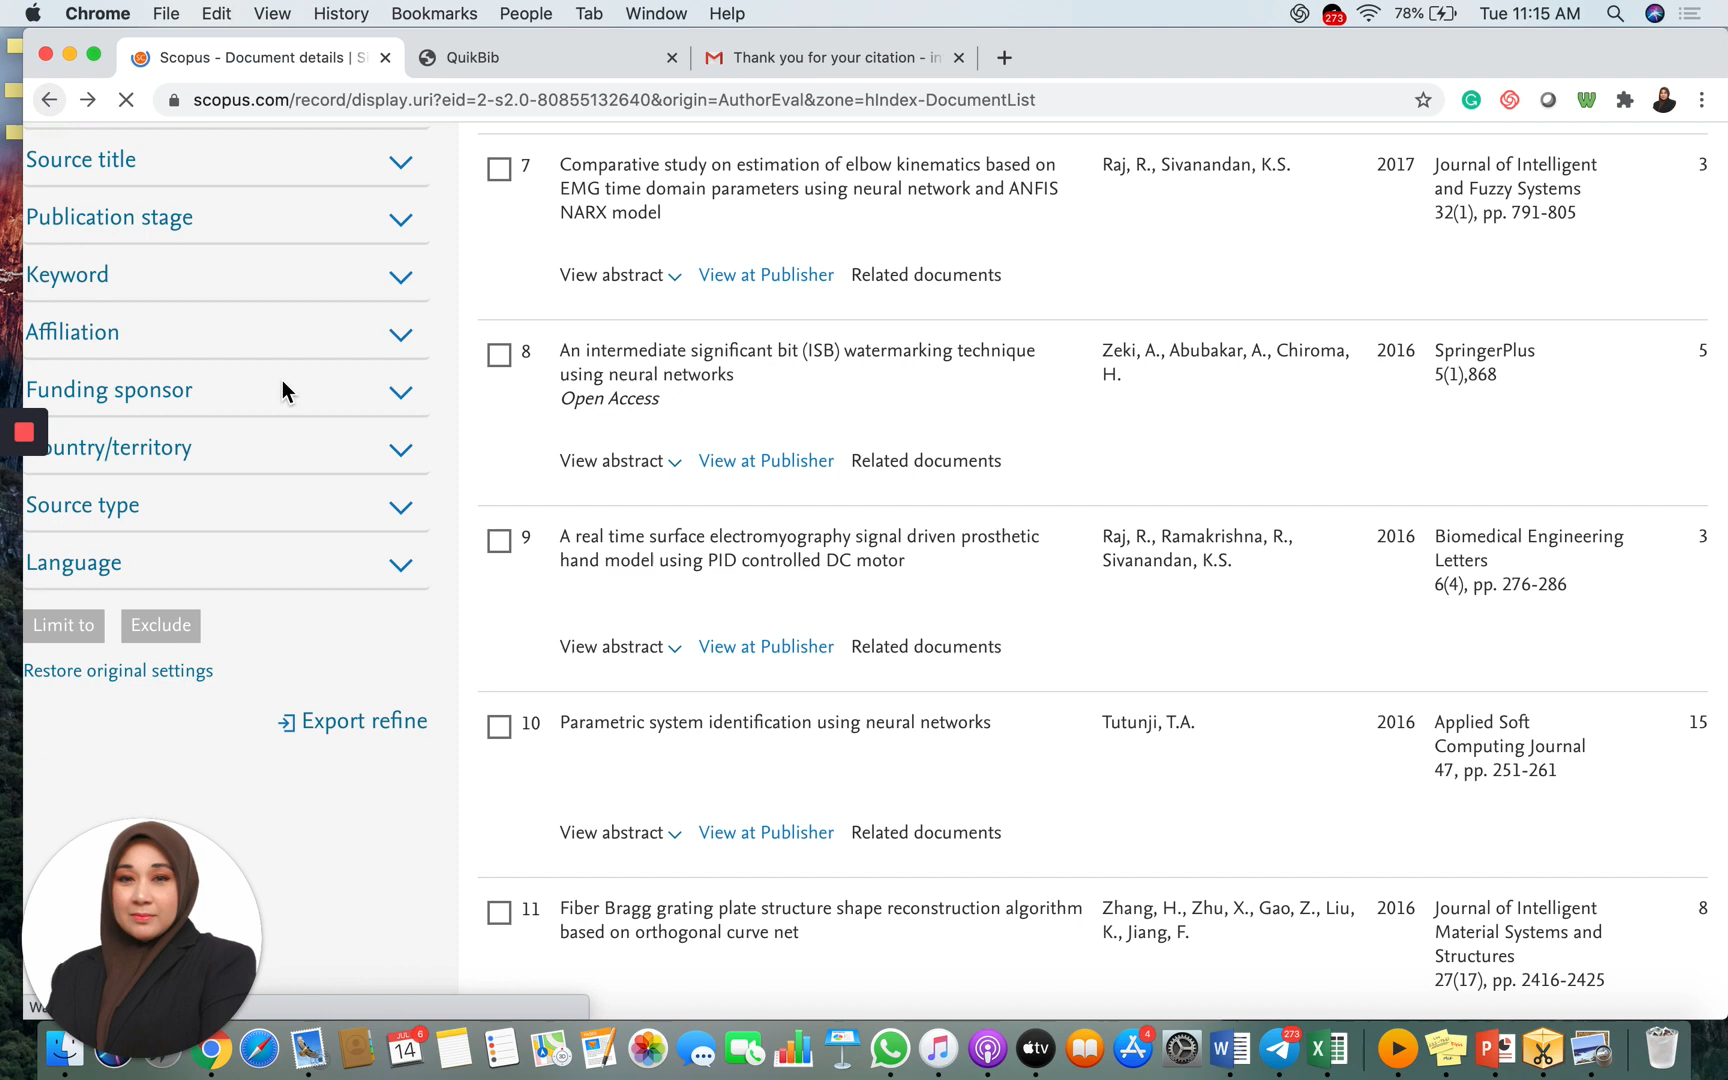 Chrome File Edit View History Bookmarks People Tab Window Help
273 78% Tue 11:15 AM
Scopus - Document details | S
QuikBib
Thank you for your citation - in
scopus.com/record/display.uri?eid=2-s2.0-80855132640&origin=AuthorEval&zone=hIndex-DocumentList
Source title
Publication stage
Keyword
Affiliation
Funding sponsor
ountry/territory
Source type
Language
Limit to Exclude
Restore original settings
Export refine
7 Comparative study on estimation of elbow kinematics based on Raj, R., Sivanandan, K.S. 2017 Journal of Intelligent 3
EMG time domain parameters using neural network and ANFIS and Fuzzy Systems
NARX model 32(1), pp. 791-805
View abstract View at Publisher Related documents
8 An intermediate significant bit (ISB) watermarking technique Zeki, A., Abubakar, A., Chiroma, 2016 SpringerPlus 5
using neural networks H. 5(1),868
Open Access
View abstract View at Publisher Related documents
9 A real time surface electromyography signal driven prosthetic Raj, R., Ramakrishna, R., 2016 Biomedical Engineering 3
hand model using PID controlled DC motor Sivanandan, K.S. Letters
6(4), pp. 276-286
View abstract View at Publisher Related documents
10 Parametric system identification using neural networks Tutunji, T.A. 2016 Applied Soft 15
Computing Journal
47, pp. 251-261
View abstract View at Publisher Related documents
11 Fiber Bragg grating plate structure shape reconstruction algorithm Zhang, H., Zhu, X., Gao, Z., Liu, 2016 Journal of Intelligent 8
based on orthogonal curve net K., Jiang, F. Material Systems and
Structures
27(17), pp. 2416-2425
JUL 6
14
tv
4
273